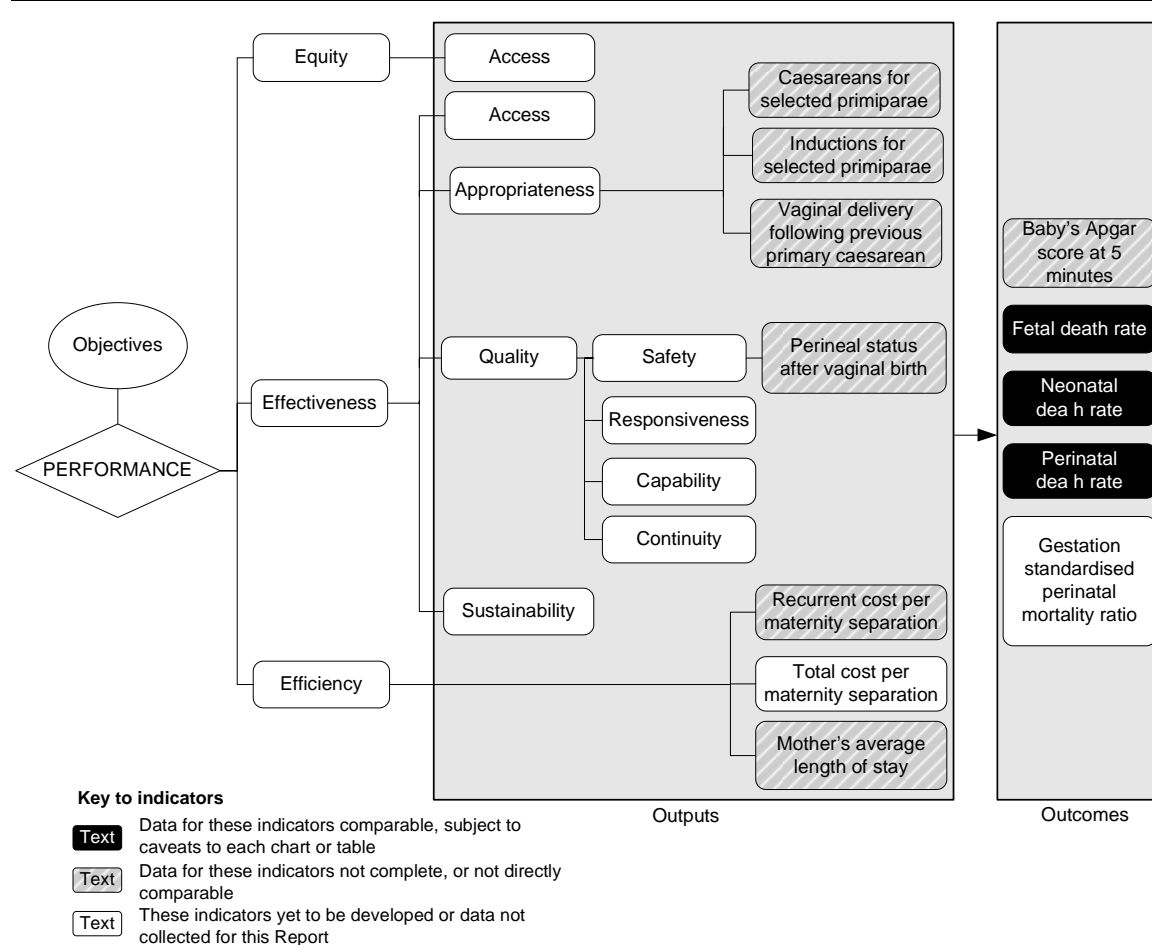 Equity
Access
Access
Caesareans for
selected primiparae
Inductions for
selected primiparae
Appropriateness
Vaginal delivery
following previous
primary caesarean
Baby's Apgar
score at 5
minutes
Objectives
Fetal death rate
Quality
Safety
Perineal status
after vaginal birth
Neonatal
dea h rate
Effectiveness
Responsiveness
PERFORMANCE
Perinatal
dea h rate
Capability
Continuity
Gestation
standardised
perinatal
mortality ratio
Sustainability
Recurrent cost per
maternity separation
Efficiency
Total cost per
maternity separation
Mother's average
length of stay
Outputs
Outcomes
Key to indicators
Text Data for these indicators comparable, subject to
caveats to each chart or table
Text Data for these indicators not complete, or not directly
comparable
Text These indicators yet to be developed or data not
collected for this Report